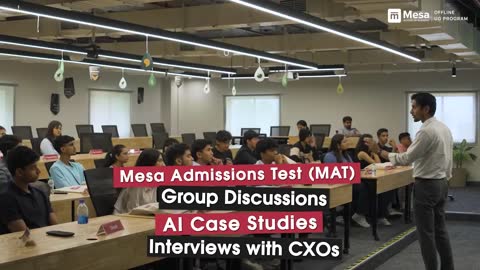 Mesa
OFFLINE
UG PROGRAM
Mesa Admissions Test (MAT)
Group Discussions
AI Case Studies
Interviews with CXOs